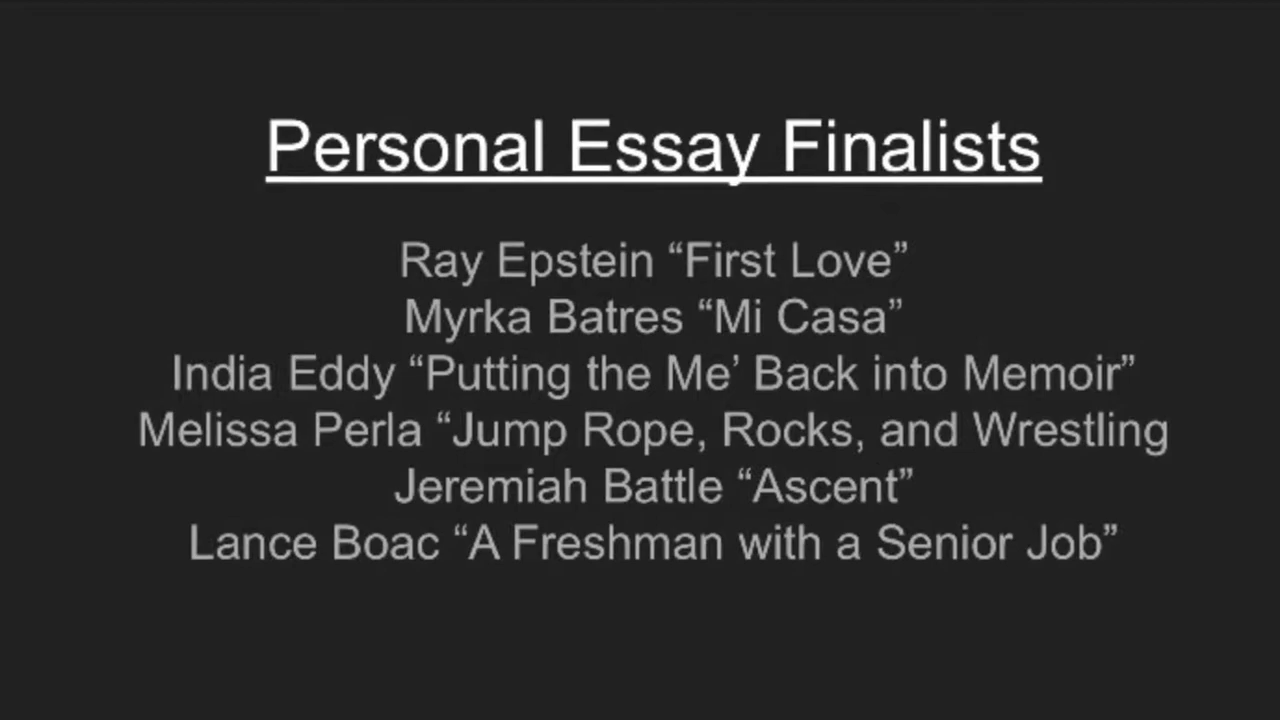 Personal Essay Finalists
Ray Epstein “First Love”
Myrka Batres “Mi Casa”
India Eddy “Putting the Me’ Back into Memoir”
Melissa Perla “Jump Rope, Rocks, and Wrestling
Jeremiah Battle “Ascent”
Lance Boac “A Freshman with a Senior Job”